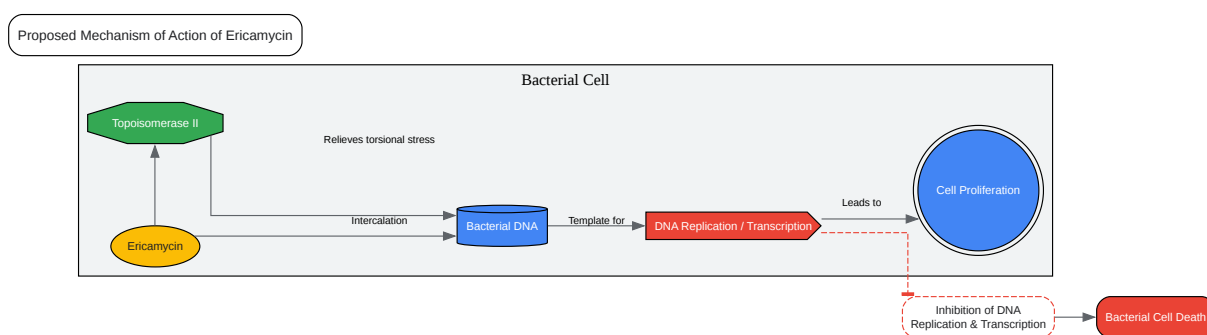 Proposed Mechanism of Action of Ericamycin
Bacterial Cell
Topoisomerase II
Relieves torsional stress
Cell Proliferation
Leads to
Intercalation
Bacterial DNA
Template for
DNA Replication / Transcription
Ericamycin
Inhibition of DNA
Replication & Transcription
Bacterial Cell Death